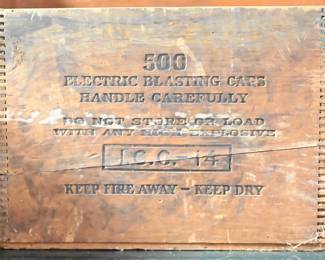 500
ELECTRIC BLASTING CAPS
HANDLE CAREFULLY
DO NOT STORE OR LOAD
WITH ANY HIGH EXPLOSIVE
I.C.C. 14
KEEP FIRE AWAY – KEEP DRY